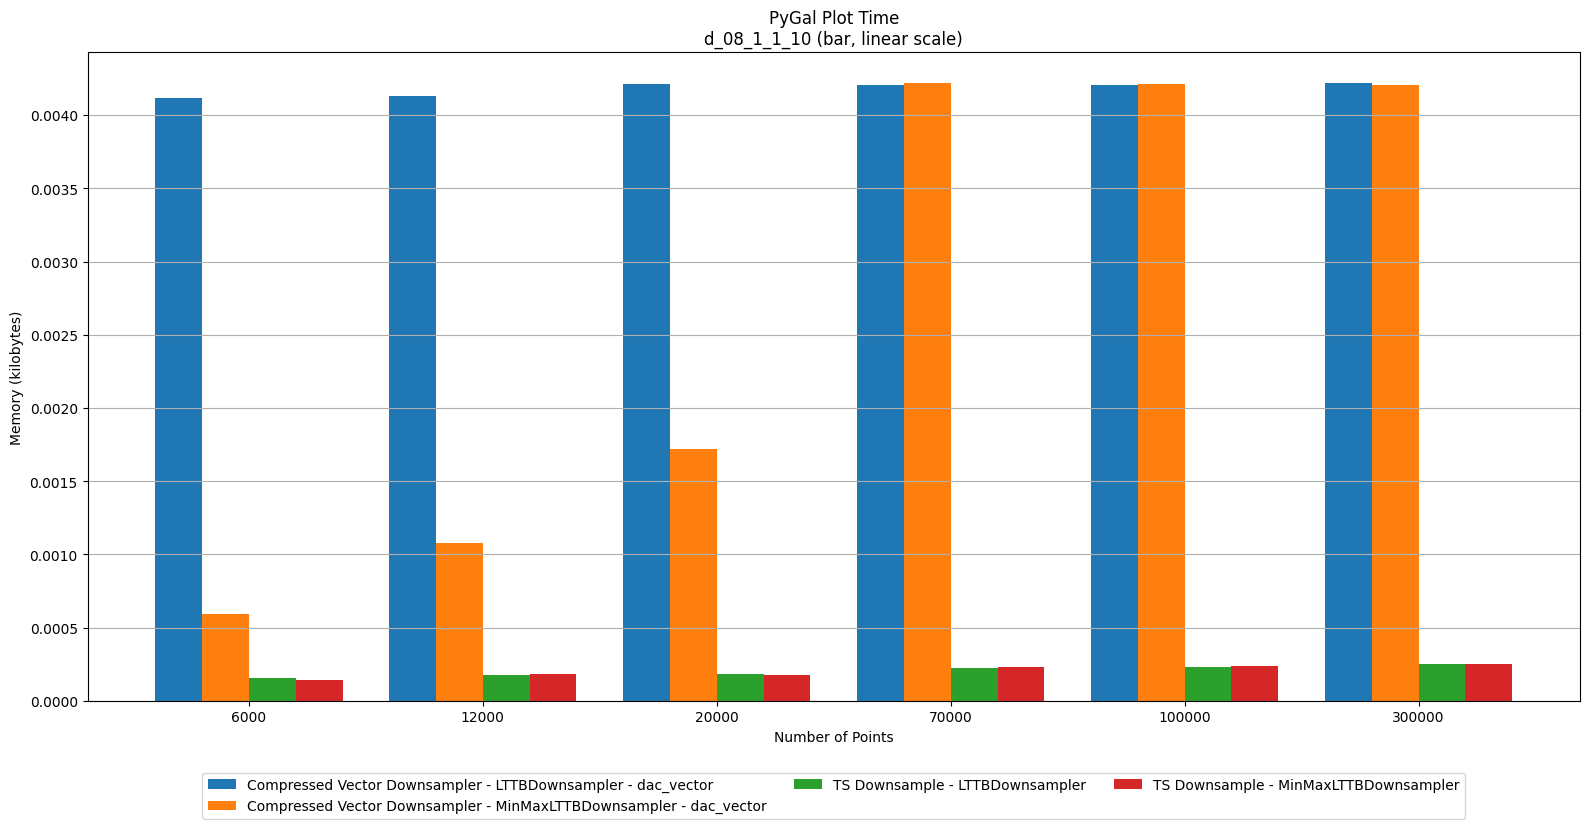 PyGal Plot Time
d_08_1_1_10 (bar, linear scale)
Memory (kilobytes)
0.0040
0.0035
0.0030
0.0025
0.0020
0.0015
0.0010
0.0005
0.0000
6000 12000 20000 70000 100000 300000
Number of Points
Compressed Vector Downsampler - LTTBDownsampler - dac_vector
Compressed Vector Downsampler - MinMaxLTTBDownsampler - dac_vector
TS Downsample - LTTBDownsampler
TS Downsample - MinMaxLTTBDownsampler